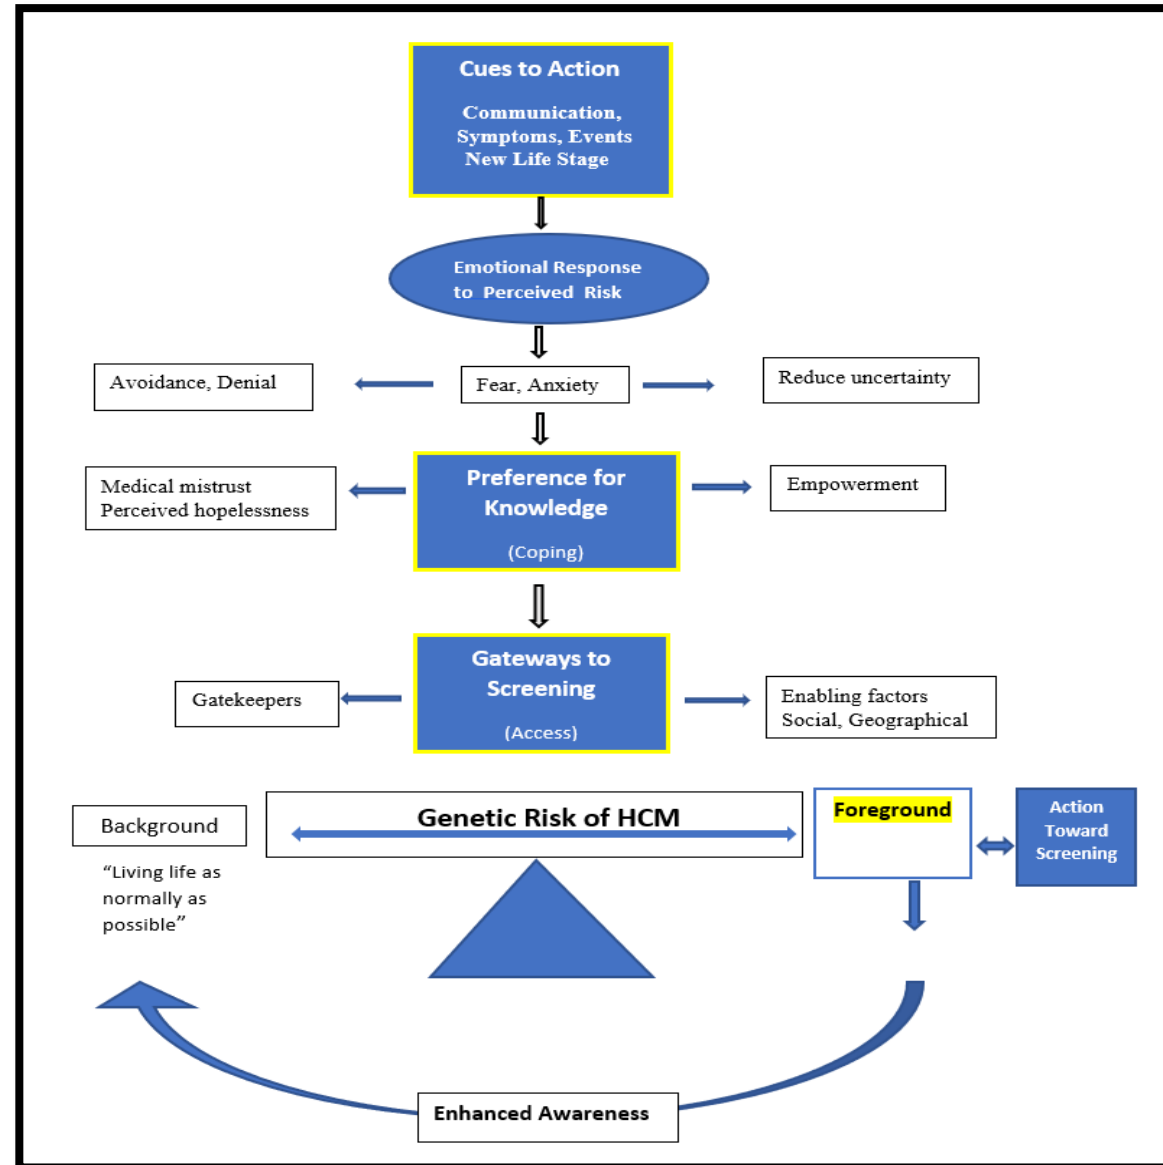 Cues to Action
Communication,
Symptoms, Events
New Life Stage
Emotional Response
to Perceived Risk
Avoidance, Denial
Fear, Anxiety
Reduce uncertainty
Medical mistrust
Perceived hopelessness
Preference for
Knowledge
(Coping)
Empowerment
Gatekeepers
Gateways to
Screening
(Access)
Enabling factors
Social, Geographical
Background
“Living life as
normally as
possible”
Genetic Risk of HCM
Foreground
Action
Toward
Screening
Enhanced Awareness